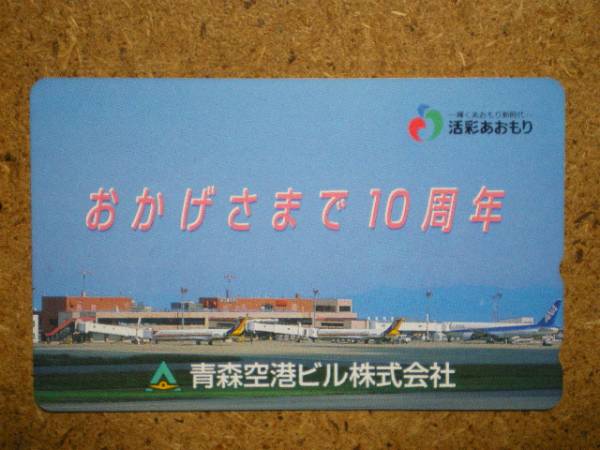 ―輝くあおもり新時代―
活彩あおもり
おかげさまで10周年
青森空港ビル株式会社